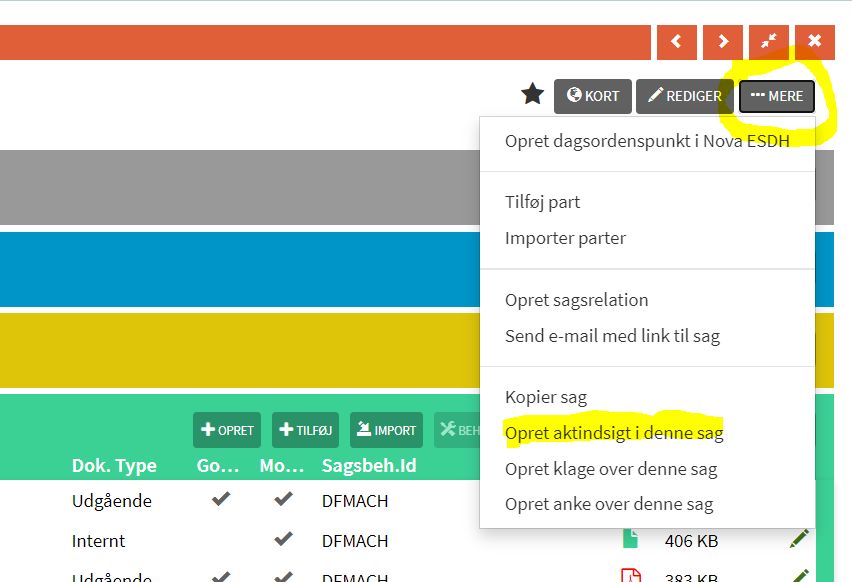 KORT REDIGER ··· MERE
Opret dagsordenspunkt i Nova ESDH
Tilføj part
Importer parter
Opret sagsrelation
Send e-mail med link til sag
Kopier sag
Opret aktindsigt i denne sag
Opret klage over denne sag
Opret anke over denne sag
OPRET TILFØJ IMPORT BEH
Dok. Type Go... Mo... Sagsbeh.Id
Udgående DFMACH
Internt DFMACH 406 KB
Udgående DFMACH 383 KB